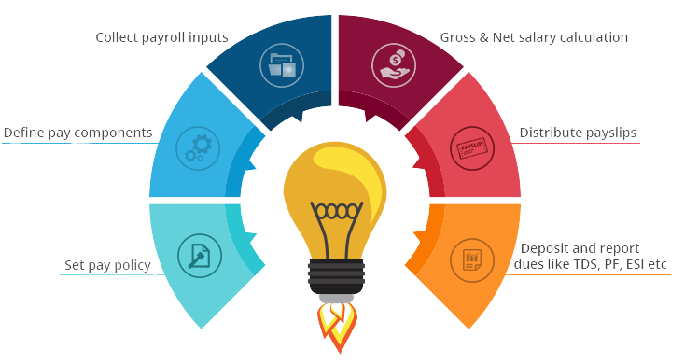 Collect payroll inputs
Gross & Net salary calculation
Define pay components
Distribute payslips
PAYSLIP
Set pay policy
Deposit and report
dues like TDS, PF, ESI etc